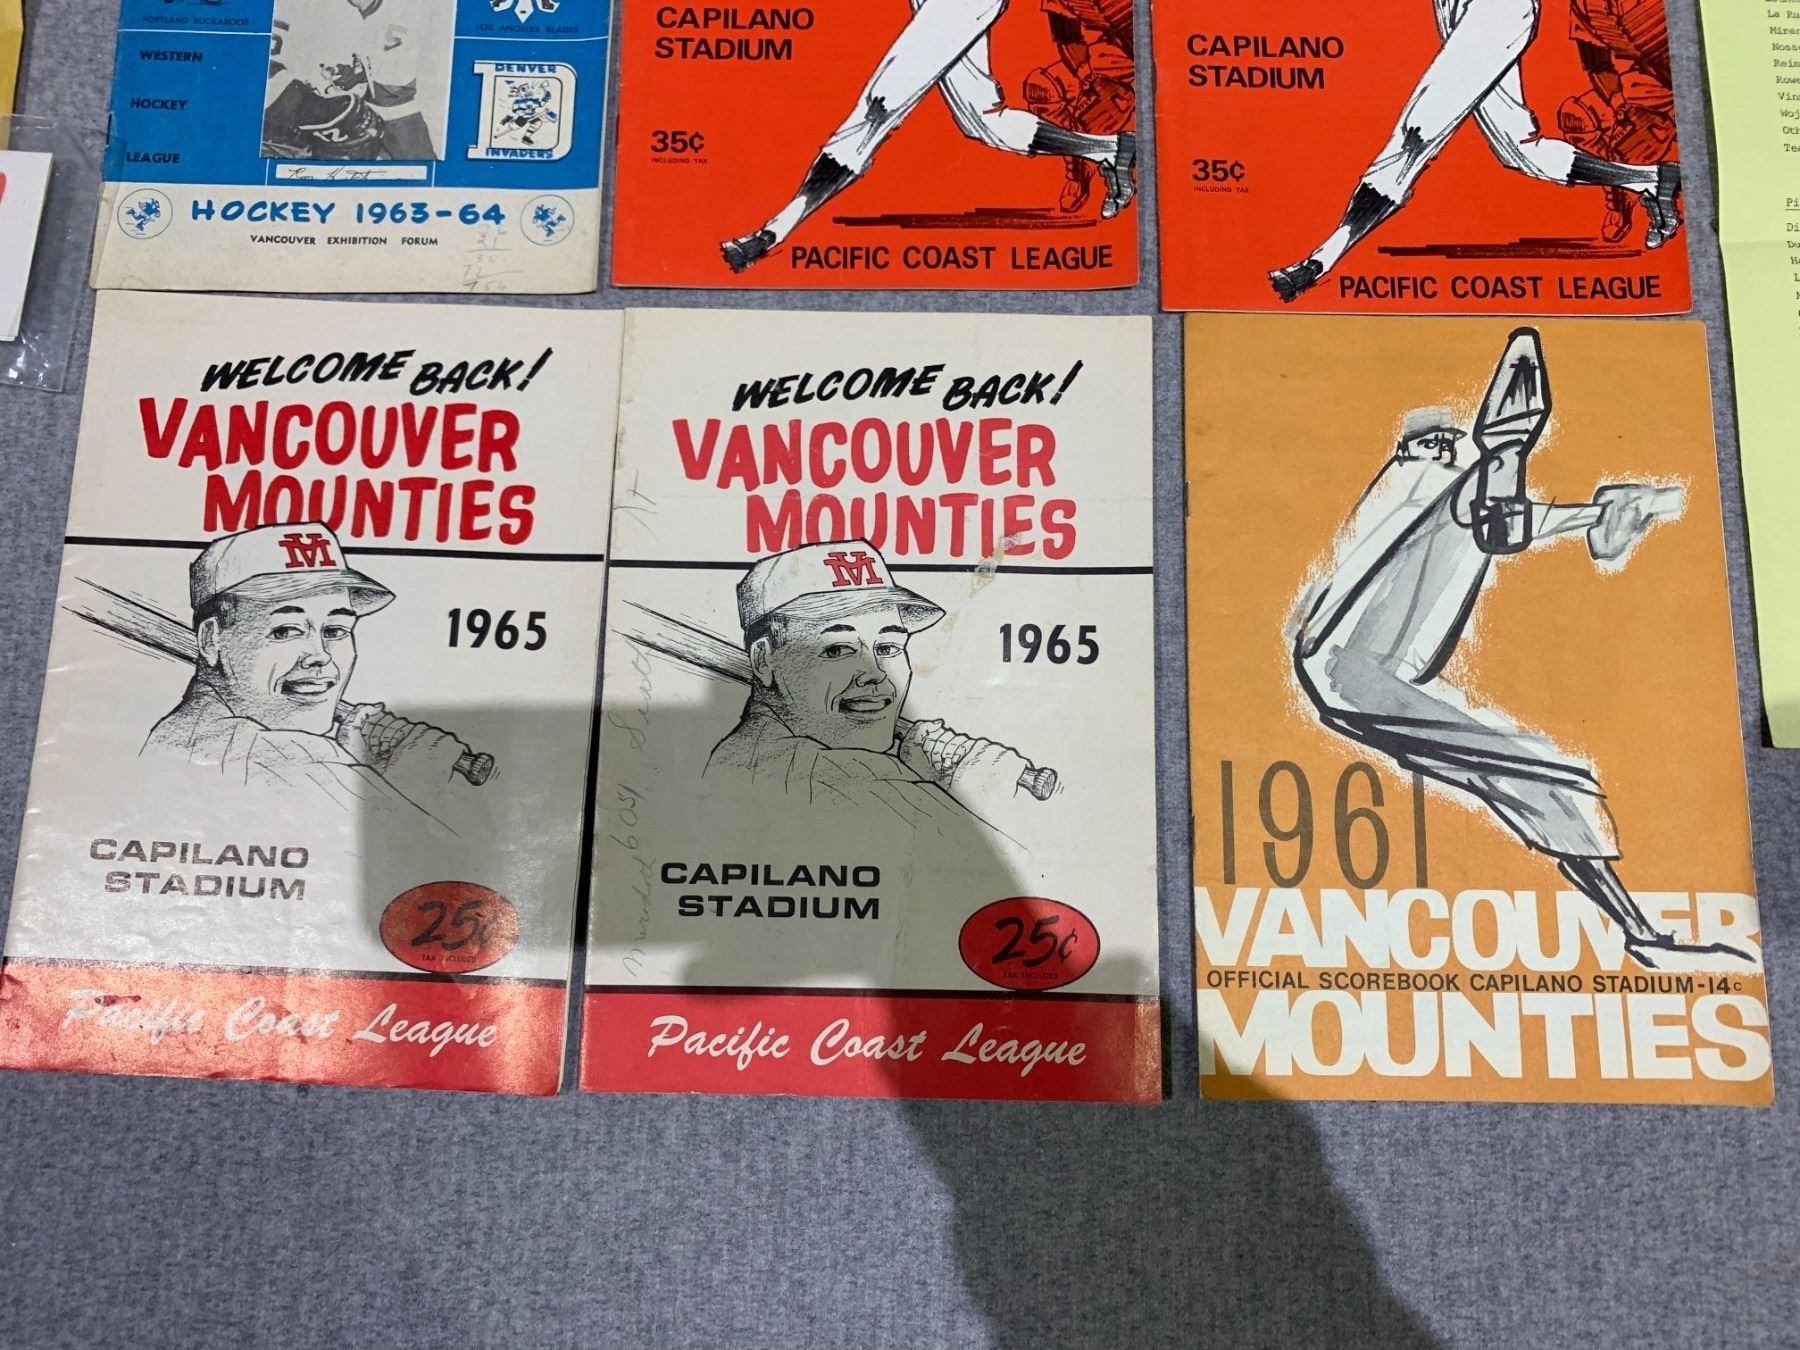 PORTLAND BUCKAROOS
LOS ANGELES BLADES
WESTERN
HOCKEY
LEAGUE
5
12
DENVER
D
INVADERS
HOCKEY 1963-64
VANCOUVER EXHIBITION FORUM
CAPILANO
STADIUM
35¢
INCLUDING TAX
PACIFIC COAST LEAGUE
CAPILANO
STADIUM
35¢
INCLUDING TAX
PACIFIC COAST LEAGUE
WELCOME BACK!
VANCOUVER
MOUNTIES
1965
CAPILANO
STADIUM
25¢
TAX INCLUDED
Pacific Coast League
WELCOME BACK!
VANCOUVER
MOUNTIES
1965
CAPILANO
STADIUM
25¢
TAX INCLUDED
Pacific Coast League
1961
VANCOUVER
OFFICIAL SCOREBOOK CAPILANO STADIUM-14¢
MOUNTIES